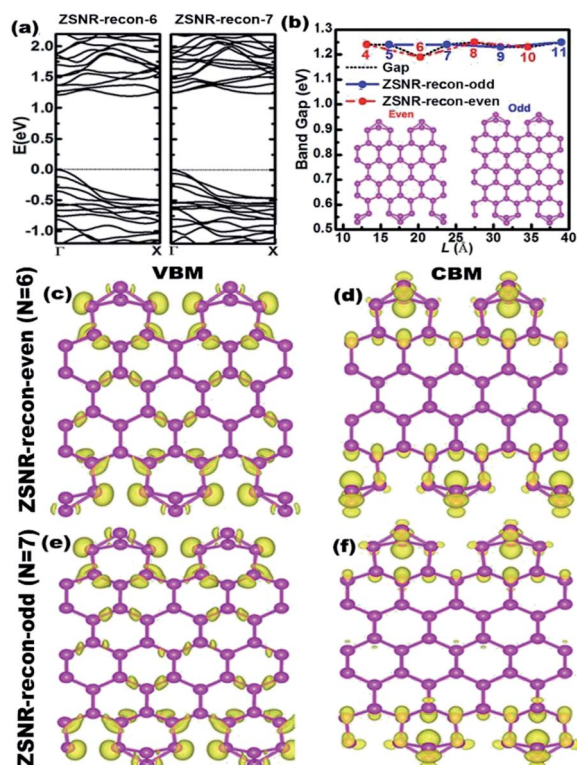 (a) ZSNR-recon-6 ZSNR-recon-7
E(eV)
2.0
1.5
1.0
0.5
0.0
-0.5
-1.0
Γ X Γ X
(b)
Band Gap (eV)
1.3
1.2
1.1
1.0
0.9
0.8
0.7
0.6
0.5
4 5 6 7 8 9 10 11
Gap
ZSNR-recon-odd
ZSNR-recon-even
Even Odd
10 15 20 25 30 35 40
L (Å)
VBM CBM
ZSNR-recon-even (N=6)
(c) (d)
ZSNR-recon-odd (N=7)
(e) (f)